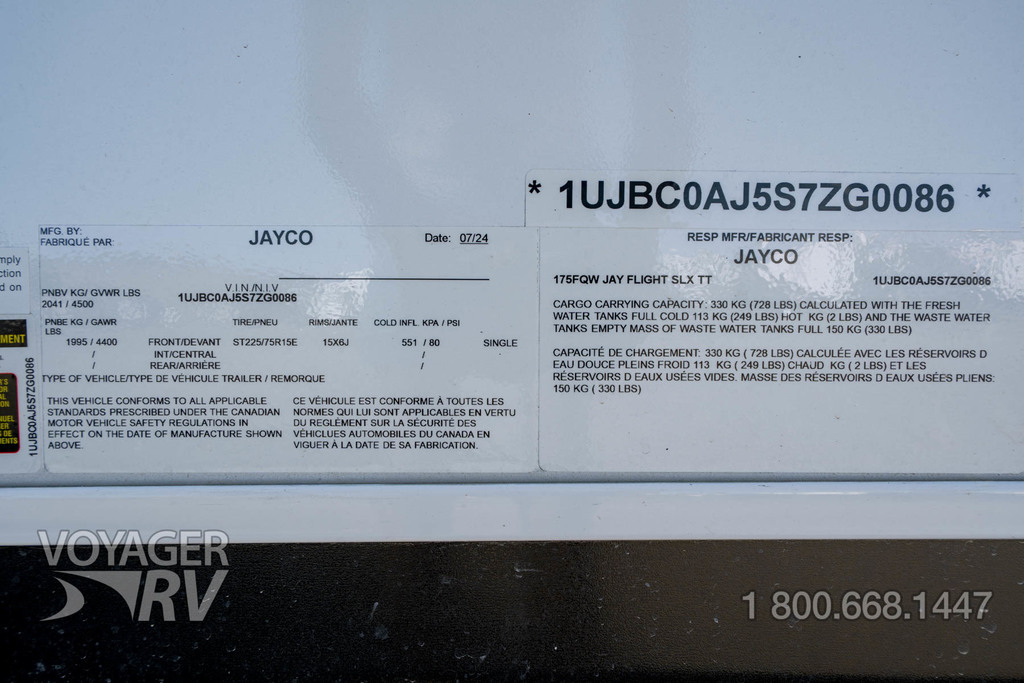 * 1UJBC0AJ5S7ZG0086 *
MFG. BY:
FABRIQUÉ PAR:
JAYCO
Date: 07/24
V.I.N./N.I.V
PNBV KG/ GVWR LBS
1UJBC0AJ5S7ZG0086
2041 / 4500
PNBE KG / GAWR LBS TIRE/PNEU RIMS/JANTE COLD INFL. KPA / PSI
1995 / 4400 FRONT/DEVANT ST225/75R15E 15X6J 551 / 80 SINGLE
/ INT/CENTRAL /
/ REAR/ARRIÈRE /
TYPE OF VEHICLE/TYPE DE VÉHICULE TRAILER / REMORQUE
THIS VEHICLE CONFORMS TO ALL APPLICABLE
STANDARDS PRESCRIBED UNDER THE CANADIAN
MOTOR VEHICLE SAFETY REGULATIONS IN
EFFECT ON THE DATE OF MANUFACTURE SHOWN
ABOVE.
CE VÉHICULE EST CONFORME À TOUTES LES
NORMES QUI LUI SONT APPLICABLES EN VERTU
DU REGLEMENT SUR LA SÉCURITÉ DES
VÉHICLUES AUTOMOBILES DU CANADA EN
VIGUER À LA DATE DE SA FABRICATION.
RESP MFR/FABRICANT RESP:
JAYCO
175FQW JAY FLIGHT SLX TT 1UJBC0AJ5S7ZG0086
CARGO CARRYING CAPACITY: 330 KG (728 LBS) CALCULATED WITH THE FRESH
WATER TANKS FULL COLD 113 KG (249 LBS) HOT KG (2 LBS) AND THE WASTE WATER
TANKS EMPTY MASS OF WASTE WATER TANKS FULL 150 KG (330 LBS)
CAPACITÉ DE CHARGEMENT: 330 KG ( 728 LBS) CALCULÉE AVEC LES RÉSERVOIRS D
EAU DOUCE PLEINS FROID 113 KG ( 249 LBS) CHAUD KG ( 2 LBS) ET LES
RÉSERVOIRS D EAUX USÉES VIDES. MASSE DES RÉSERVOIRS D EAUX USÉES PLIENS:
150 KG ( 330 LBS)
1UJBC0AJ5S7ZG0086
VOYAGER
RV
1 800.668.1447